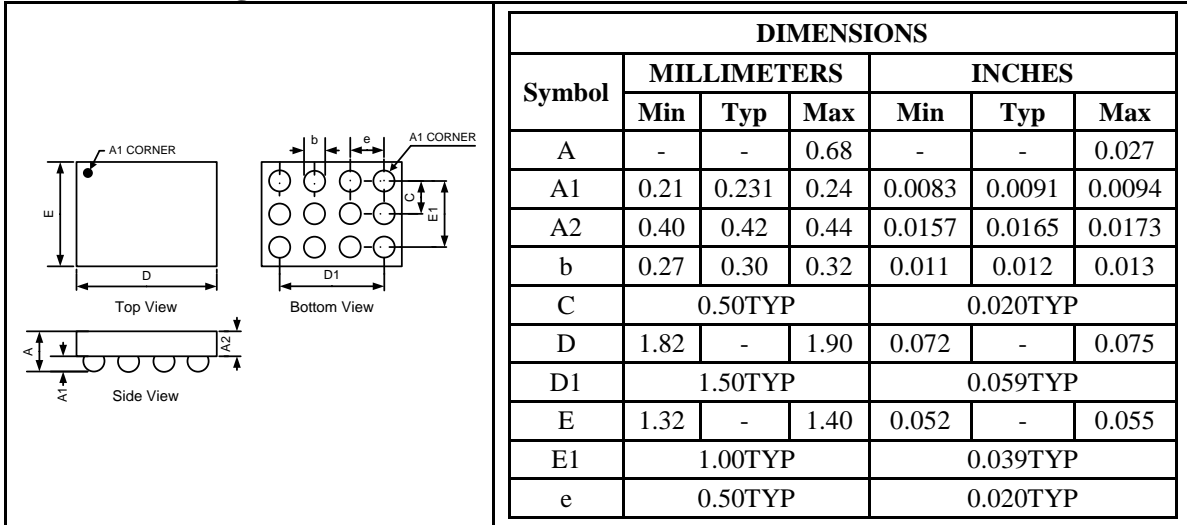 A1 CORNER
E
D
Top View
b
e
A1 CORNER
C
E1
D1
Bottom View
A
A1
A2
Side View
DIMENSIONS
Symbol MILLIMETERS INCHES
Min Typ Max Min Typ Max
A - - 0.68 - - 0.027
A1 0.21 0.231 0.24 0.0083 0.0091 0.0094
A2 0.40 0.42 0.44 0.0157 0.0165 0.0173
b 0.27 0.30 0.32 0.011 0.012 0.013
C 0.50TYP 0.020TYP
D 1.82 - 1.90 0.072 - 0.075
D1 1.50TYP 0.059TYP
E 1.32 - 1.40 0.052 - 0.055
E1 1.00TYP 0.039TYP
e 0.50TYP 0.020TYP